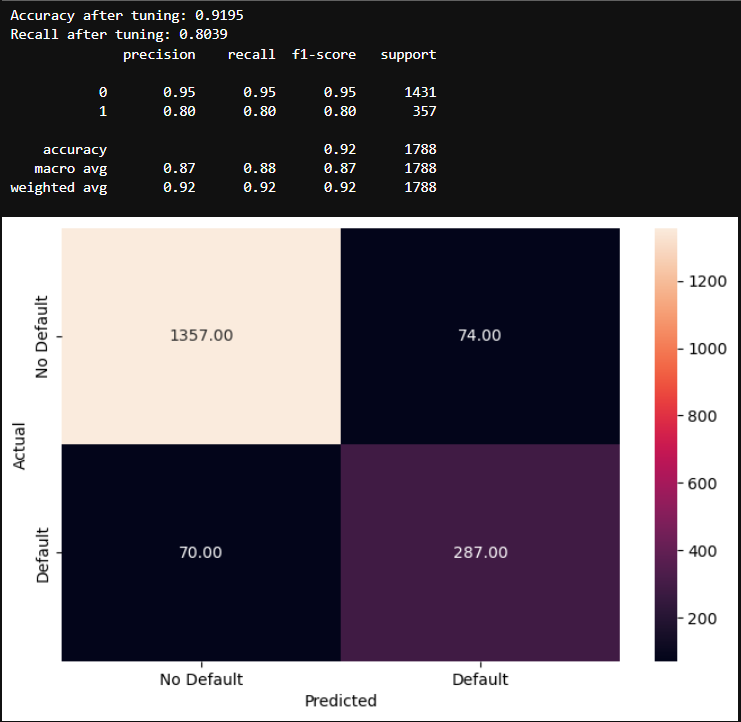 Accuracy after tuning: 0.9195
Recall after tuning: 0.8039
precision recall f1-score support
0 0.95 0.95 0.95 1431
1 0.80 0.80 0.80 357
accuracy 0.92 1788
macro avg 0.87 0.88 0.87 1788
weighted avg 0.92 0.92 0.92 1788
No Default
1357.00
74.00
Actual
Default
70.00
287.00
No Default
Default
Predicted
1200
1000
800
600
400
200